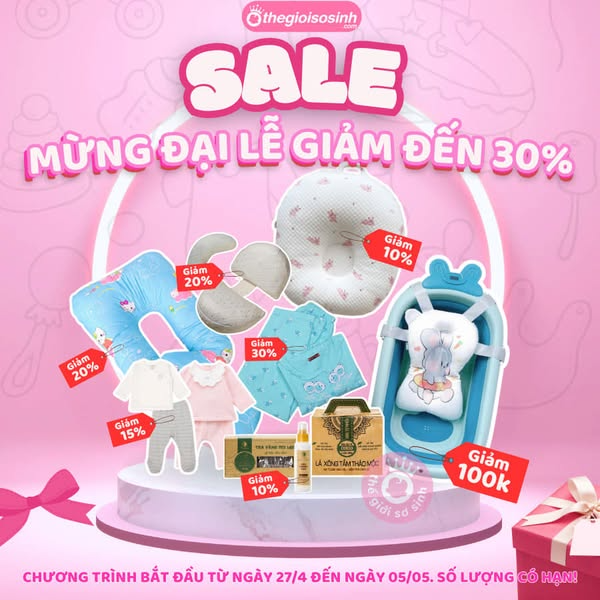 thegioisosinh
.com
SALE
MỪNG ĐẠI LỄ GIẢM ĐẾN 30%
Giảm
20%
Giảm
10%
Giảm
20%
Giảm
30%
Giảm
15%
Giảm
10%
LÁ XÔNG TẮM THẢO MỘC
Giảm
100k
thế giới sơ sinh
CHƯƠNG TRÌNH BẮT ĐẦU TỪ NGÀY 27/4 ĐẾN NGÀY 05/05. SỐ LƯỢNG CÓ HẠN!